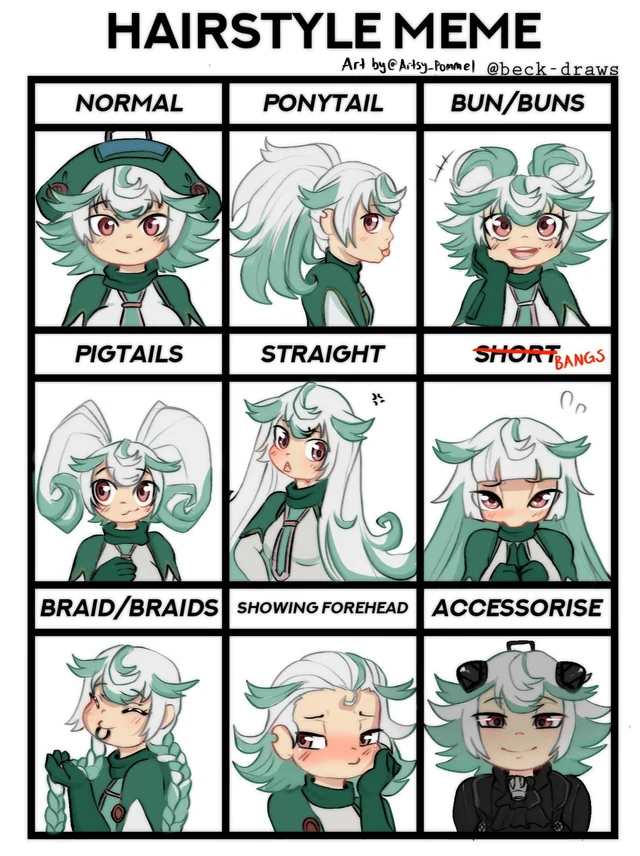 HAIRSTYLE MEME
Art by @Artsy_Pommel @beck-draws
NORMAL PONYTAIL BUN/BUNS
PIGTAILS STRAIGHT SHORT BANGS
BRAID/BRAIDS SHOWING FOREHEAD ACCESSORISE